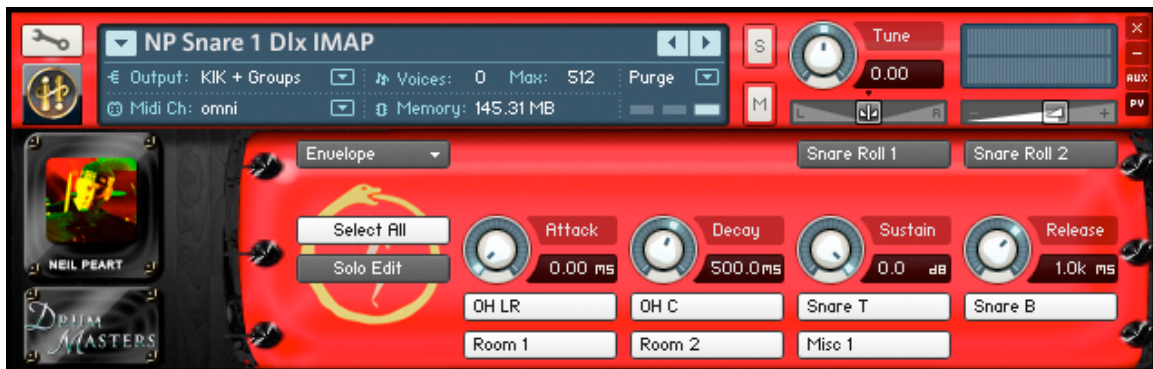 NP Snare 1 Dlx IMAP
Output: KIK + Groups
Voices: 0 Max: 512
Purge
Midi Ch: omni
Memory: 145.31 MB
S
M
Tune
0.00
L R
- +
×
-
AUX
PV
NEIL PEART
DRUM MASTERS
Envelope
Snare Roll 1
Snare Roll 2
Select All
Solo Edit
Attack
0.00 ms
Decay
500.0ms
Sustain
0.0 dB
Release
1.0k ms
OH LR
OH C
Snare T
Snare B
Room 1
Room 2
Misc 1